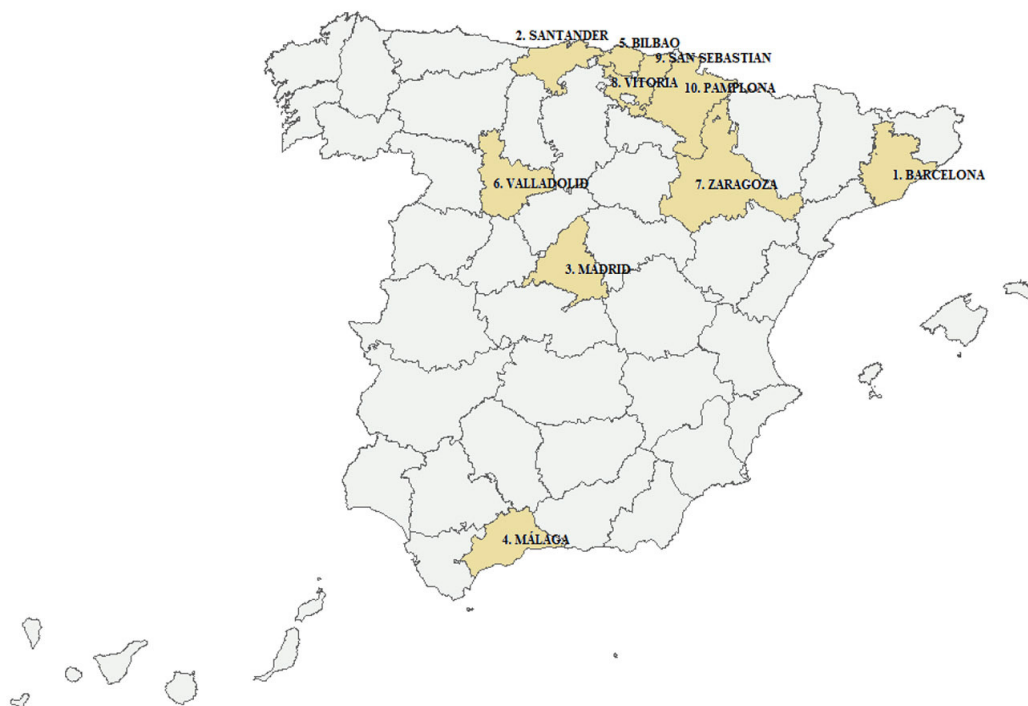 2. SANTANDER
5. BILBAO
9. SAN SEBASTIAN
8. VITORIA
10. PAMPLONA
1. BARCELONA
6. VALLADOLID
7. ZARAGOZA
3. MADRID
4. MÁLAGA